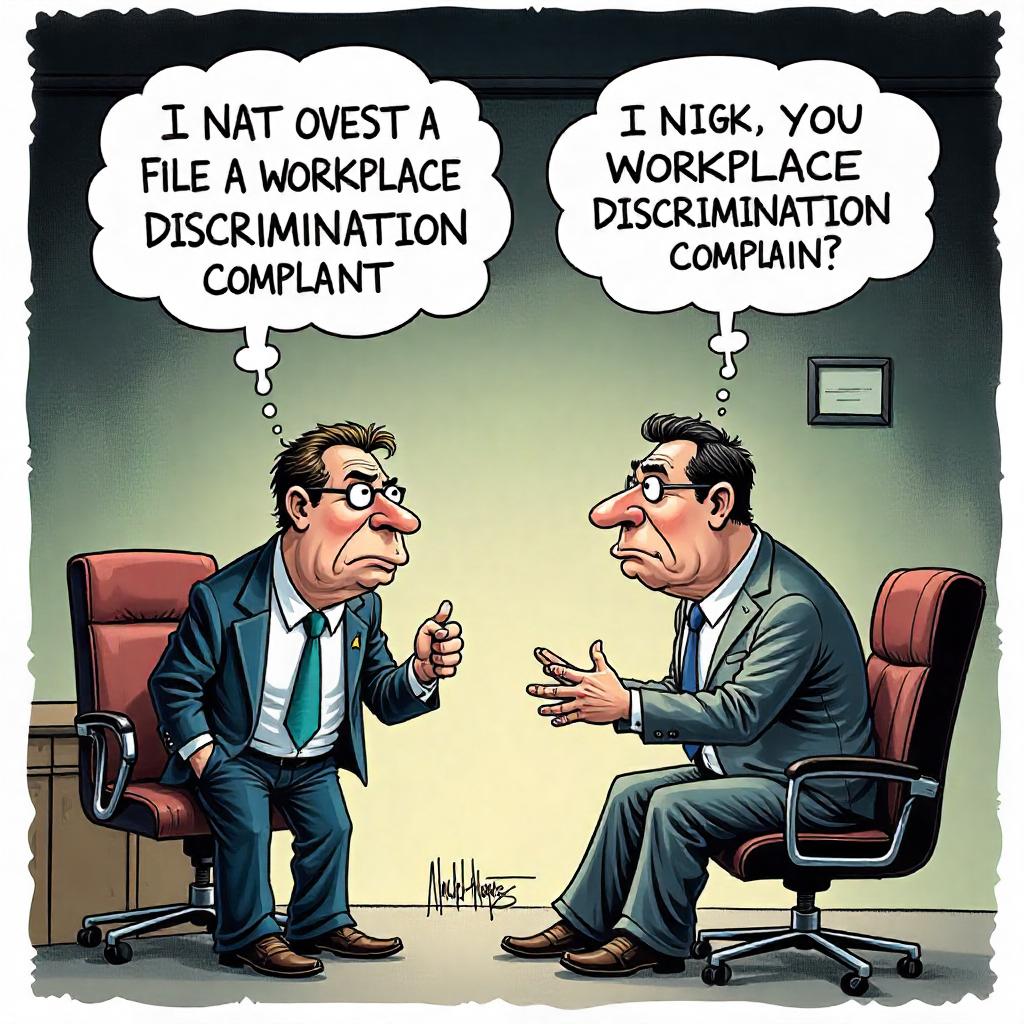 I NAT OVEST A
FILE A WORKPLACE
DISCRIMINATION
COMPLANT
I NIGK, YOU
WORKPLACE
DISCRIMINATION
COMPLAIN?